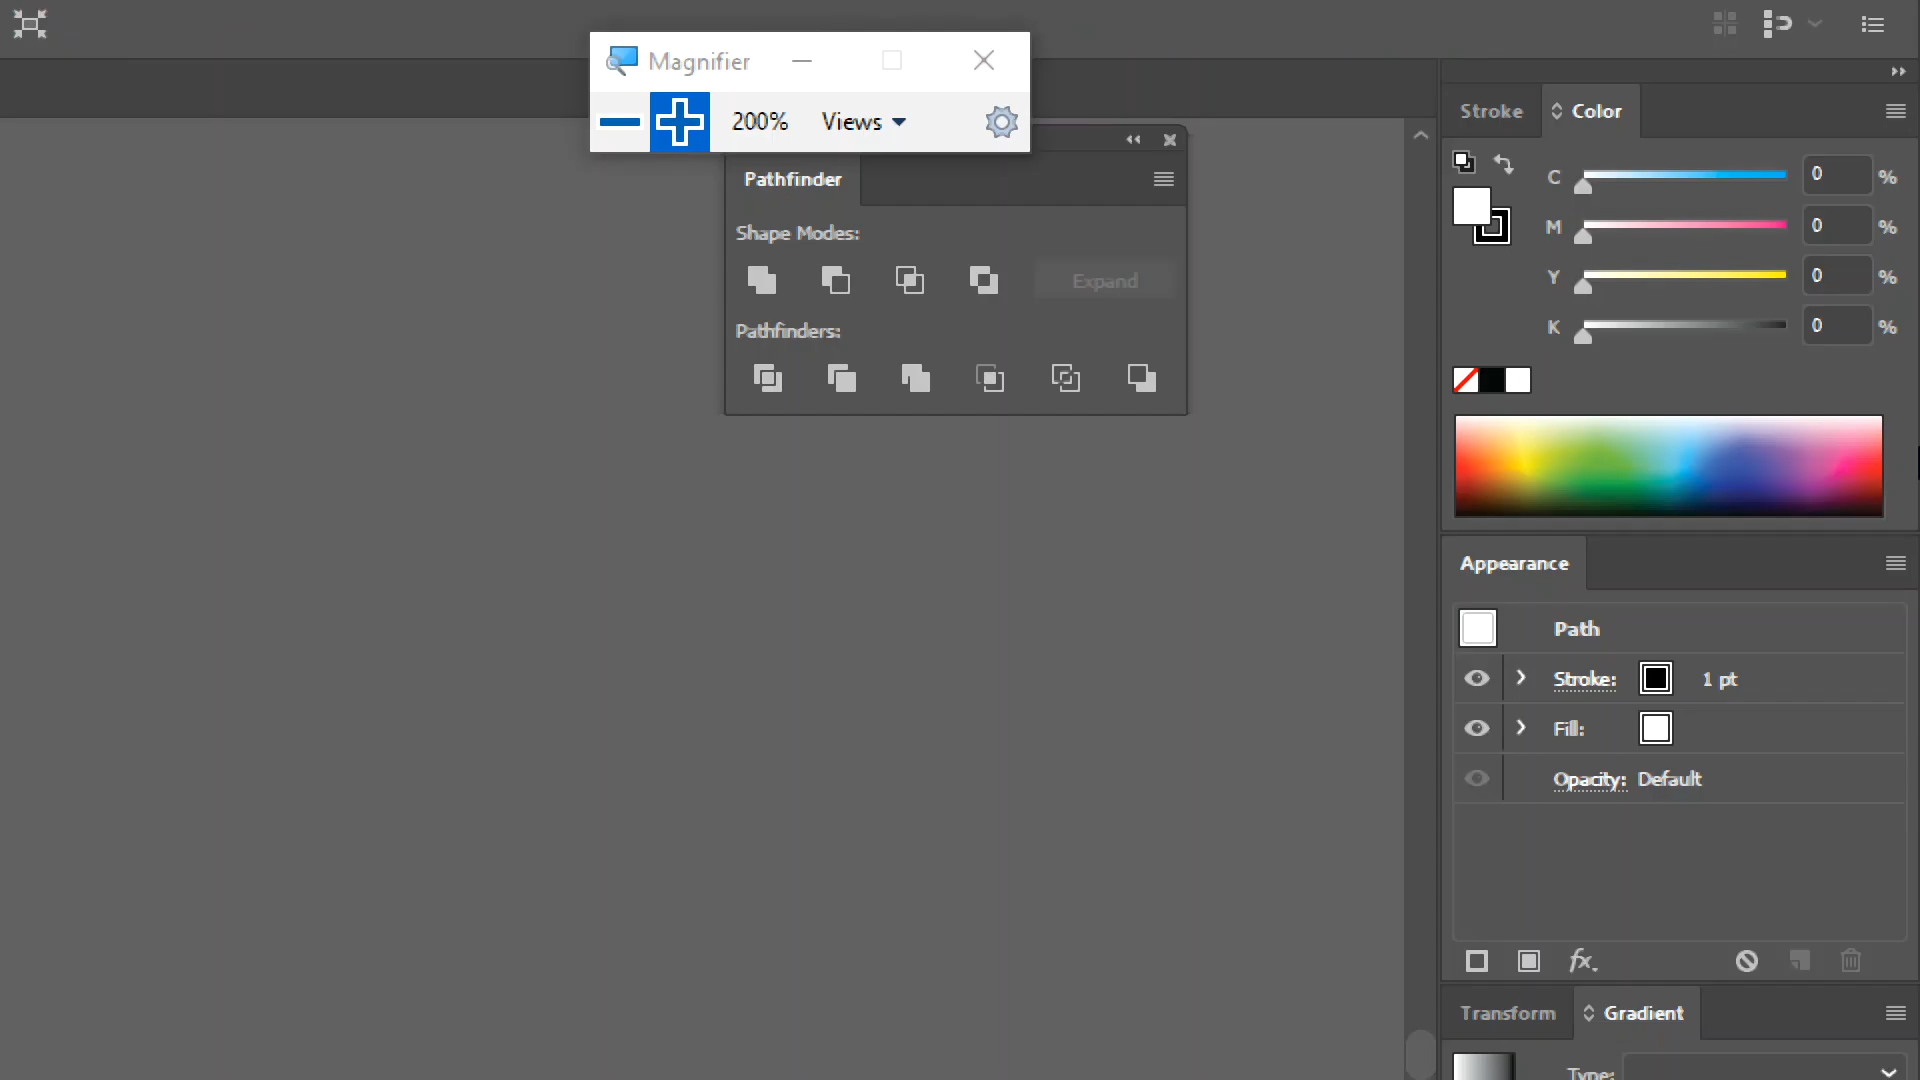 Magnifier
200% Views
Pathfinder
Shape Modes:
Expand
Pathfinders:
Stroke Color
C 0 %
M 0 %
Y 0 %
K 0 %
Appearance
Path
Stroke: 1 pt
Fill:
Opacity: Default
fx.
Transform Gradient
Type: